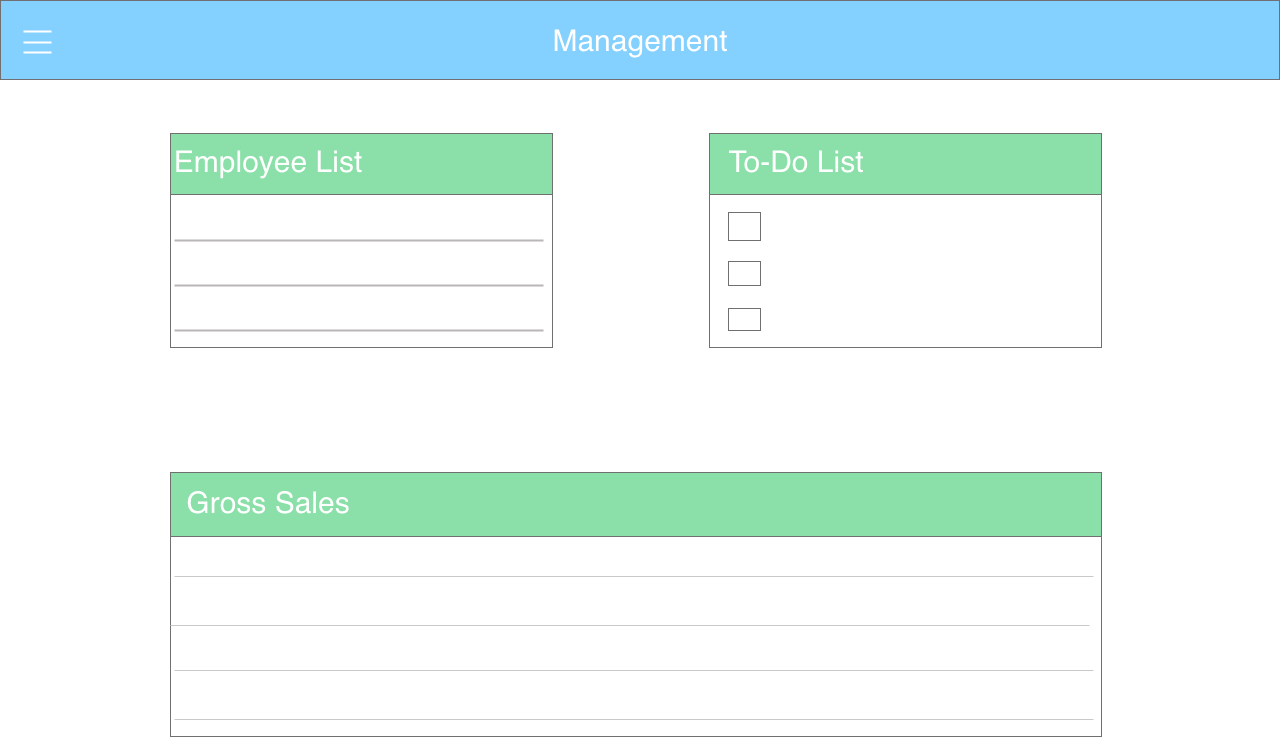 Management
Employee List
To-Do List
Gross Sales